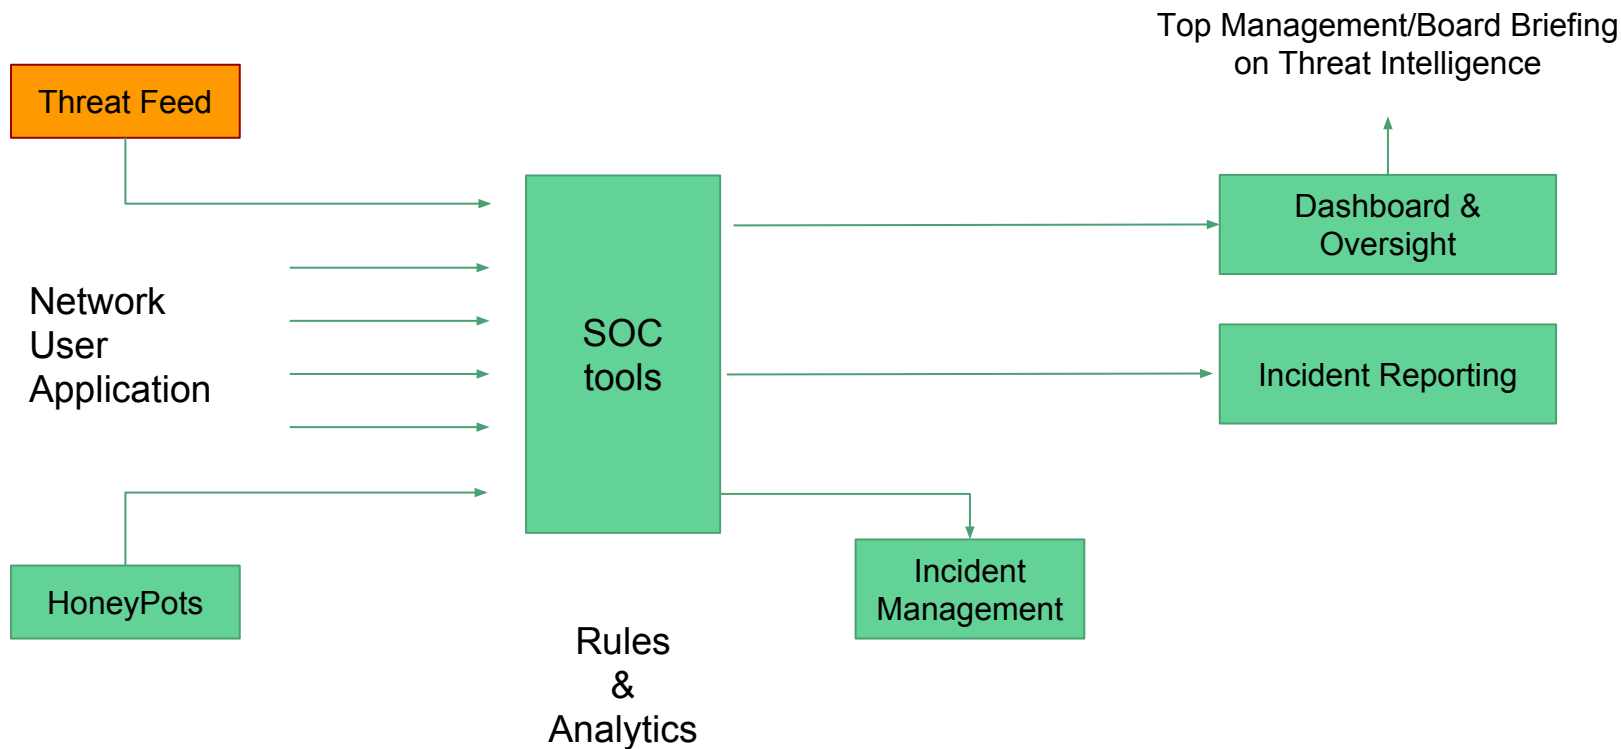 Top Management/Board Briefing
on Threat Intelligence
Threat Feed
Dashboard &
Oversight
Network
User
Application
SOC
tools
Incident Reporting
HoneyPots
Incident
Management
Rules
&
Analytics